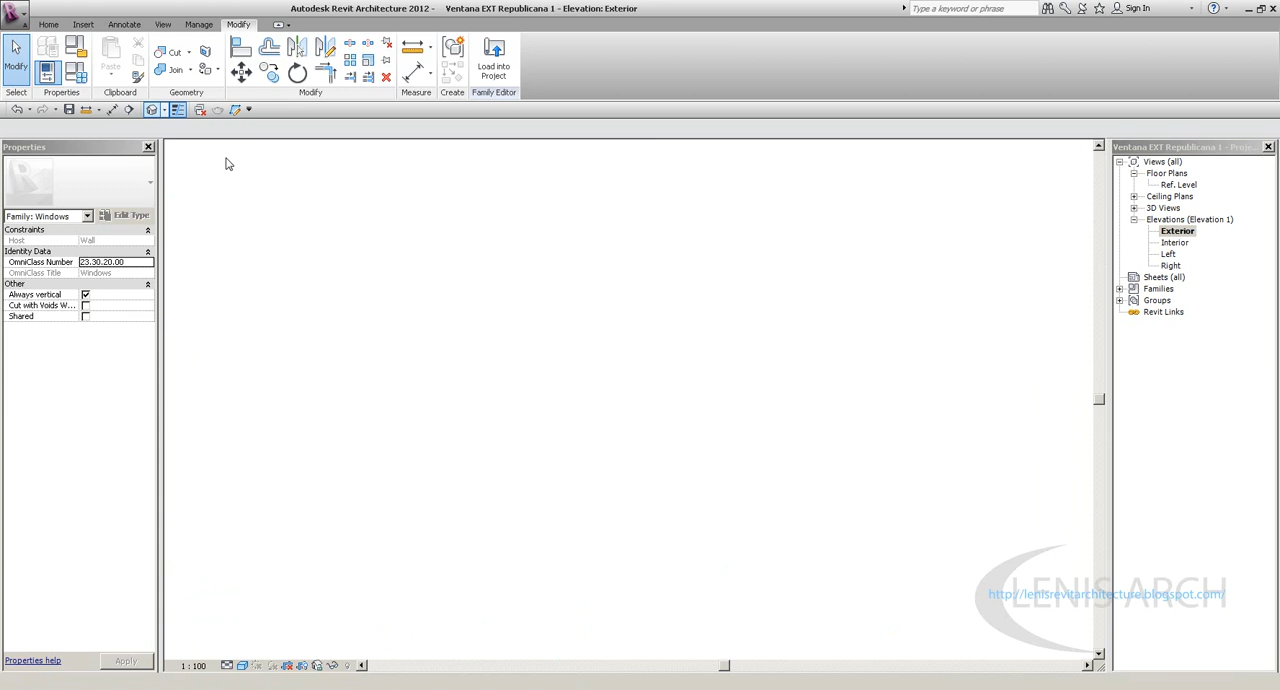 Autodesk Revit Architecture 2012 - Ventana EXT Republicana 1 - Elevation: Exterior
Type a keyword or phrase
Sign In
Home Insert Annotate View Manage Modify
Modify
Paste
Cut
Join
Load into
Project
Select Properties Clipboard Geometry Modify Measure Create Family Editor
Properties
Family: Windows
Edit Type
Constraints
Host Wall
Identity Data
OmniClass Number 23.30.20.00
OmniClass Title Windows
Other
Always vertical
Cut with Voids W...
Shared
Properties help
Apply
1 : 100
Ventana EXT Republicana 1 - Proje...
Views (all)
Floor Plans
Ref. Level
Ceiling Plans
3D Views
Elevations (Elevation 1)
Exterior
Interior
Left
Right
Sheets (all)
Families
Groups
Revit Links
LENIS ARCH
http://lenisrevitarchitecture.blogspot.com/